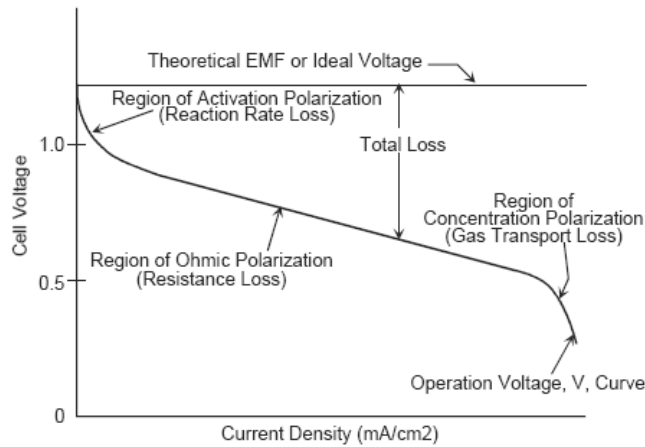 Theoretical EMF or Ideal Voltage
Region of Activation Polarization
(Reaction Rate Loss)
1.0
Total Loss
Cell Voltage
Region of
Concentration Polarization
(Gas Transport Loss)
Region of Ohmic Polarization
(Resistance Loss)
0.5
Operation Voltage, V, Curve
0
Current Density (mA/cm2)